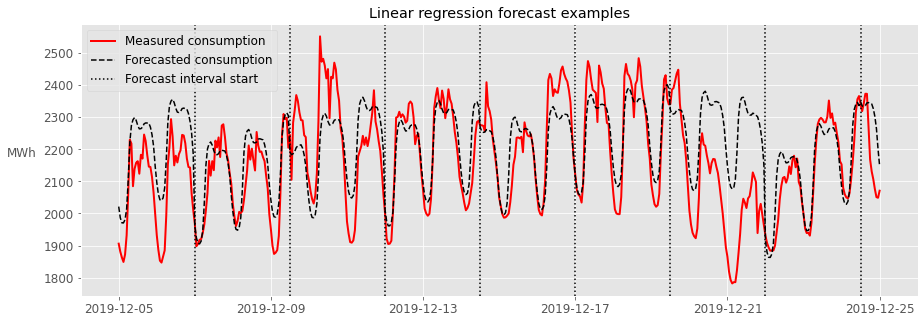 Linear regression forecast examples
Measured consumption
Forecasted consumption
Forecast interval start
MWh
2500
2400
2300
2200
2100
2000
1900
1800
2019-12-05 2019-12-09 2019-12-13 2019-12-17 2019-12-21 2019-12-25